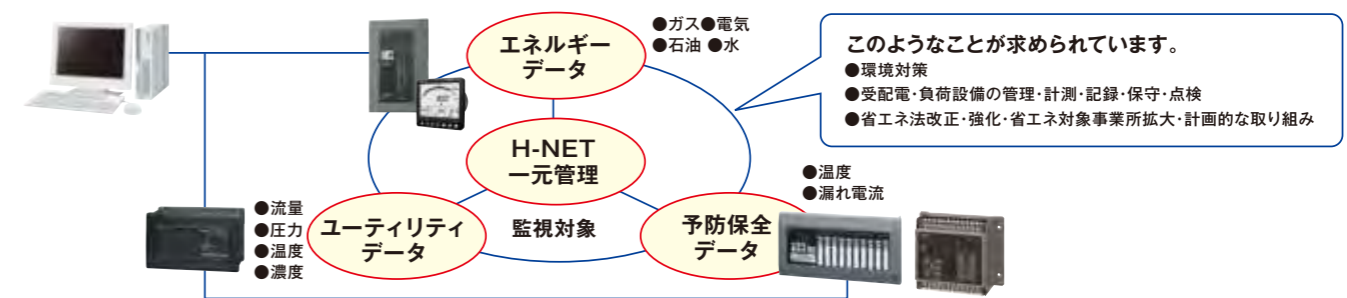 ●ガス●電気
●石油 ●水
エネルギー
データ
このようなことが求められています。
●環境対策
●受配電・負荷設備の管理・計測・記録・保守・点検
●省エネ法改正・強化・省エネ対象事業所拡大・計画的な取り組み
H-NET
一元管理
●温度
●漏れ電流
●流量
●圧力
●温度
●濃度
ユーティリティ
データ
監視対象
予防保全
データ